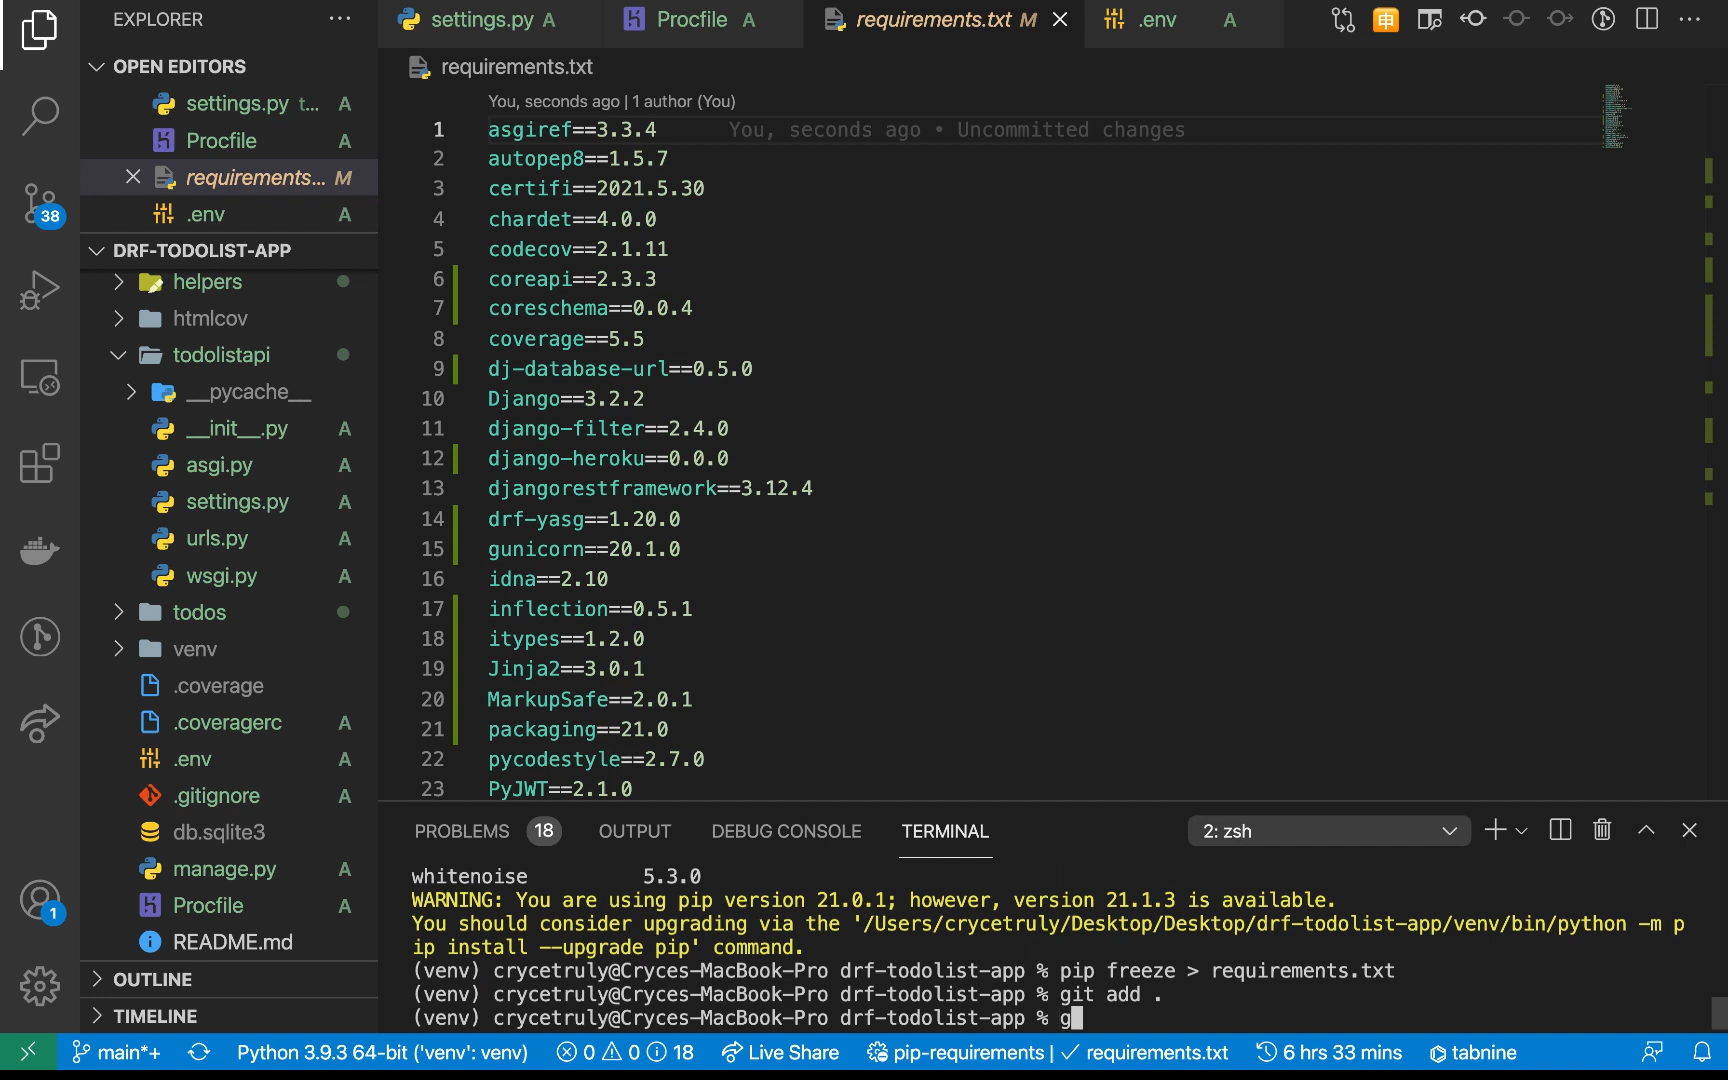 EXPLORER
settings.py A
Procfile A
requirements.txt M
.env A
OPEN EDITORS
settings.py t... A
Procfile A
requirements... M
.env A
DRF-TODOLIST-APP
helpers
htmlcov
todolistapi
__pycache__
__init__.py A
asgi.py A
settings.py A
urls.py A
wsgi.py A
todos
venv
.coverage
.coveragerc A
.env A
.gitignore A
db.sqlite3
manage.py A
Procfile A
README.md
OUTLINE
TIMELINE
38
1
requirements.txt
You, seconds ago | 1 author (You)
1 asgiref==3.3.4 You, seconds ago • Uncommitted changes
2 autopep8==1.5.7
3 certifi==2021.5.30
4 chardet==4.0.0
5 codecov==2.1.11
6 coreapi==2.3.3
7 coreschema==0.0.4
8 coverage==5.5
9 dj-database-url==0.5.0
10 Django==3.2.2
11 django-filter==2.4.0
12 django-heroku==0.0.0
13 djangorestframework==3.12.4
14 drf-yasg==1.20.0
15 gunicorn==20.1.0
16 idna==2.10
17 inflection==0.5.1
18 itypes==1.2.0
19 Jinja2==3.0.1
20 MarkupSafe==2.0.1
21 packaging==21.0
22 pycodestyle==2.7.0
23 PyJWT==2.1.0
PROBLEMS 18 OUTPUT DEBUG CONSOLE TERMINAL 2: zsh
whitenoise 5.3.0
WARNING: You are using pip version 21.0.1; however, version 21.1.3 is available.
You should consider upgrading via the '/Users/crycetruly/Desktop/Desktop/drf-todolist-app/venv/bin/python -m p
ip install --upgrade pip' command.
(venv) crycetruly@Cryces-MacBook-Pro drf-todolist-app % pip freeze > requirements.txt
(venv) crycetruly@Cryces-MacBook-Pro drf-todolist-app % git add .
(venv) crycetruly@Cryces-MacBook-Pro drf-todolist-app % g
main*+ Python 3.9.3 64-bit ('venv': venv) 0 0 18 Live Share pip-requirements | ✓ requirements.txt 6 hrs 33 mins tabnine